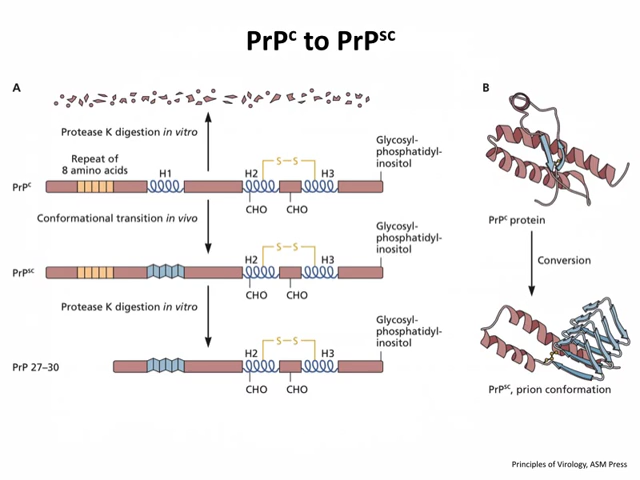 PrPc to PrPsc
A
Protease K digestion in vitro
Repeat of
8 amino acids
H1
S—S
H2
H3
Glycosyl-
phosphatidyl-
inositol
PrPc
CHO
CHO
Conformational transition in vivo
S—S
H2
H3
Glycosyl-
phosphatidyl-
inositol
PrPsc
CHO
CHO
Protease K digestion in vitro
S—S
H2
H3
Glycosyl-
phosphatidyl-
inositol
PrP 27–30
CHO
CHO
B
PrPc protein
Conversion
PrPsc, prion conformation
Principles of Virology, ASM Press